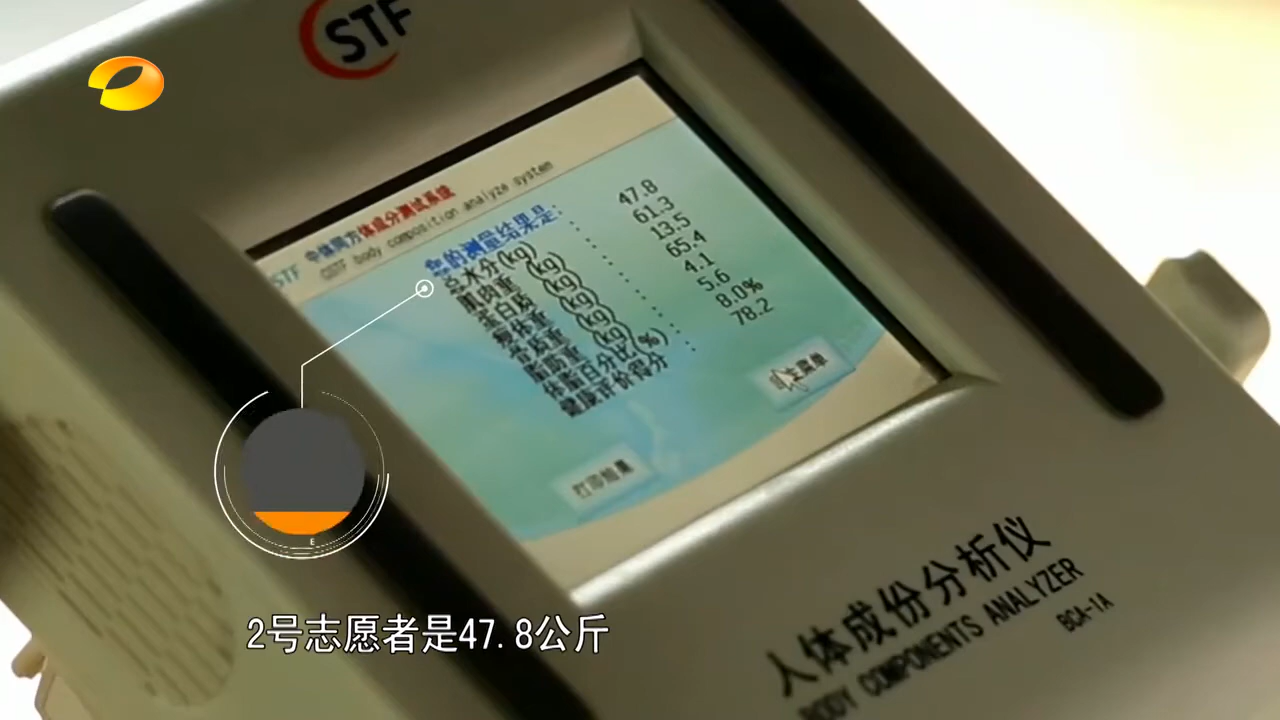 STF
STF 中体同方体成分测试系统
CSTF body composition analyze system
您的测量结果是:
总水分(kg) : 47.8
肌肉重 (kg) : 61.3
蛋白质 (kg) : 13.5
瘦体重 (kg) : 65.4
骨质重 (kg) : 4.1
脂肪重 (kg) : 5.6
体脂百分比(%) : 8.0%
健康评价得分 : 78.2
主菜单
打印结果
E
2号志愿者是47.8公斤
人体成份分析仪
BODY COMPONENTS ANALYZER
BCA-1A